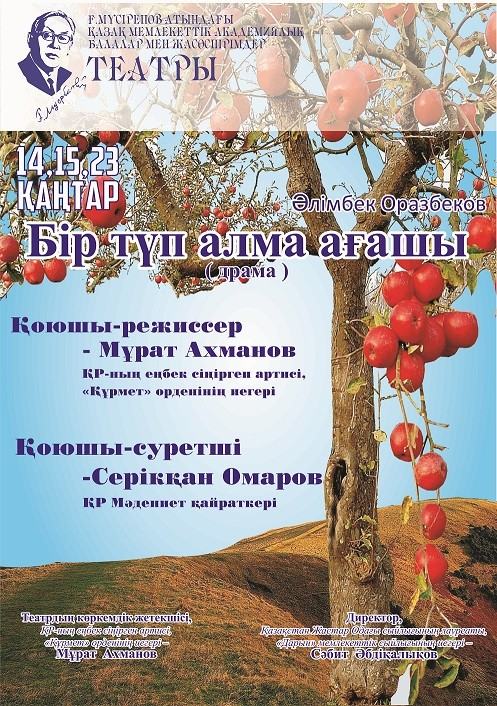 Ғ.МҮСІРЕПОВ АТЫНДАҒЫ
ҚАЗАҚ МЕМЛЕКЕТТІК АКАДЕМИЯЛЫҚ
БАЛАЛАР МЕН ЖАСӨСПІРІМДЕР
ТЕАТРЫ
14,15,23
ҚАҢТАР
Әлімбек Оразбеков
Бір түп алма ағашы
( драма )
Қоюшы-режиссер
- Мұрат Ахманов
ҚР-ның еңбек сіңірген артисі,
«Құрмет» орденінің иегері
Қоюшы-суретші
-Серікқан Омаров
ҚР Мәдениет қайраткері
Театрдың көркемдік жетекшісі,
ҚР-ның еңбек сіңірген артисі,
«Құрмет» орденінің иегері -
Мұрат Ахманов
Директор,
Қазақстан Жастар Одағы сыйлығының лауреаты,
«Дарын» мемлекеттік сыйлығының иегері –
Сәбит Әбдіқалықов